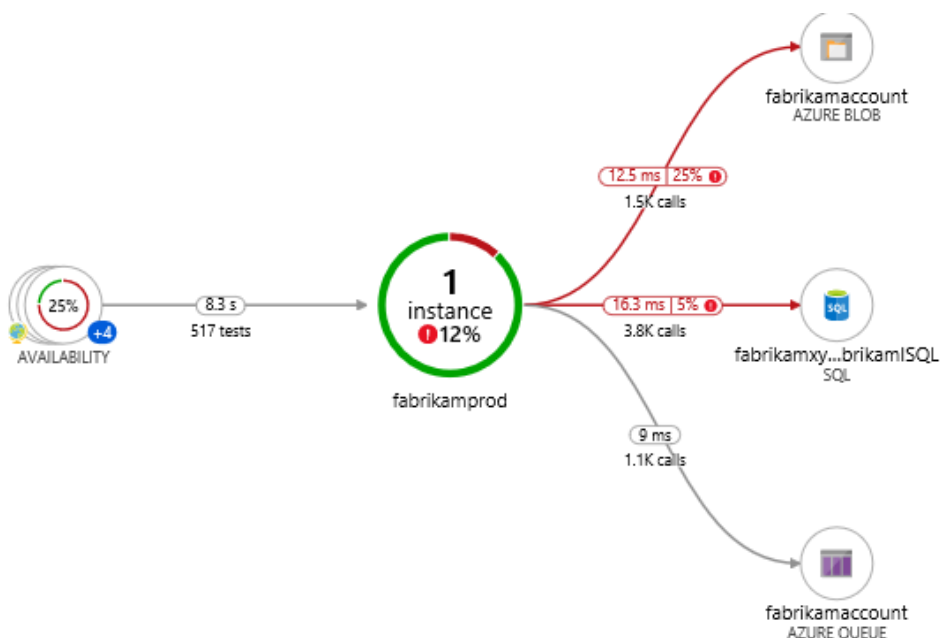 fabrikamaccount
AZURE BLOB
12.5 ms | 25% !
1.5K calls
1
instance
! 12%
fabrikamprod
25%
+4
AVAILABILITY
8.3 s
517 tests
16.3 ms | 5% !
3.8K calls
SQL
fabrikamxy...brikamlSQL
SQL
9 ms
1.1K calls
fabrikamaccount
AZURE QUEUE